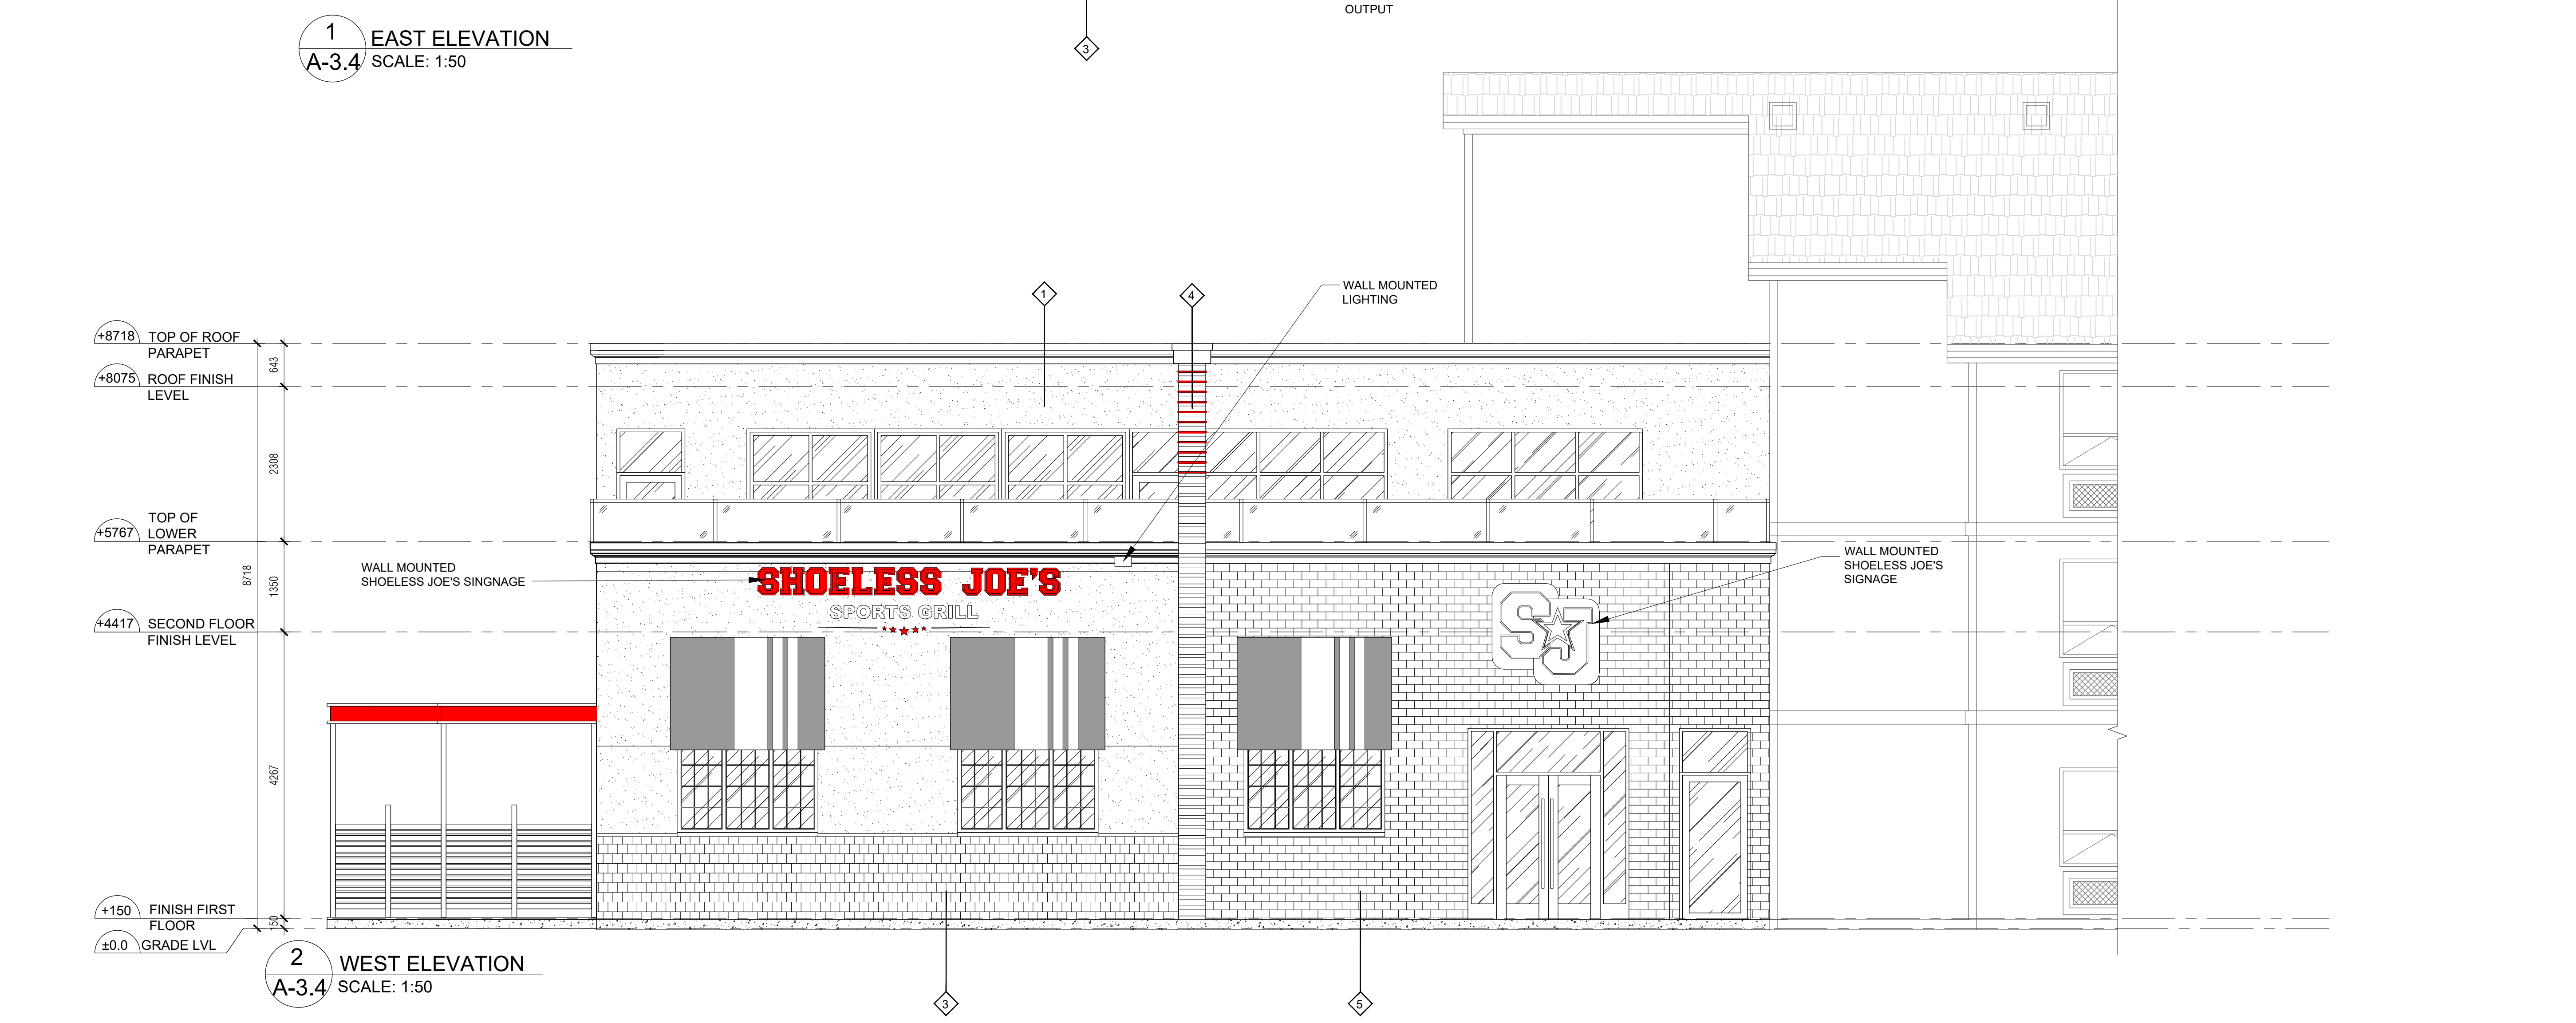 OUTPUT
1
EAST ELEVATION
A-3.4
SCALE: 1:50
3
1
4
WALL MOUNTED
LIGHTING
+8718
TOP OF ROOF
PARAPET
643
+8075
ROOF FINISH
LEVEL
2308
+5767
TOP OF
LOWER
PARAPET
8718
1350
WALL MOUNTED
SHOELESS JOE'S SINGNAGE
SHOELESS JOE'S
SPORTS GRILL
SJ
WALL MOUNTED
SHOELESS JOE'S
SIGNAGE
+4417
SECOND FLOOR
FINISH LEVEL
4267
+150
FINISH FIRST
FLOOR
150
±0.0
GRADE LVL
2
WEST ELEVATION
A-3.4
SCALE: 1:50
3
5